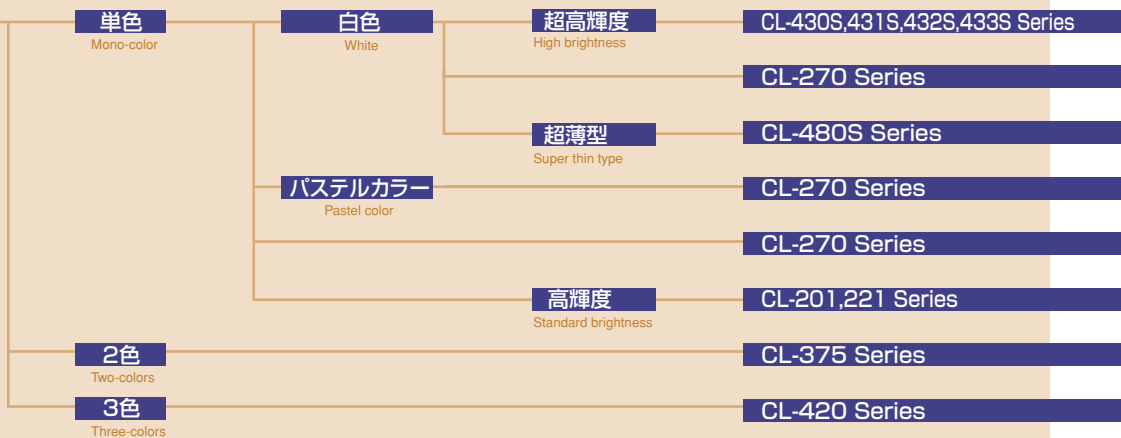 単色
Mono-color
白色
White
超高輝度
High brightness
CL-430S,431S,432S,433S Series
CL-270 Series
超薄型
Super thin type
CL-480S Series
パステルカラー
Pastel color
CL-270 Series
CL-270 Series
高輝度
Standard brightness
CL-201,221 Series
2色
Two-colors
CL-375 Series
3色
Three-colors
CL-420 Series